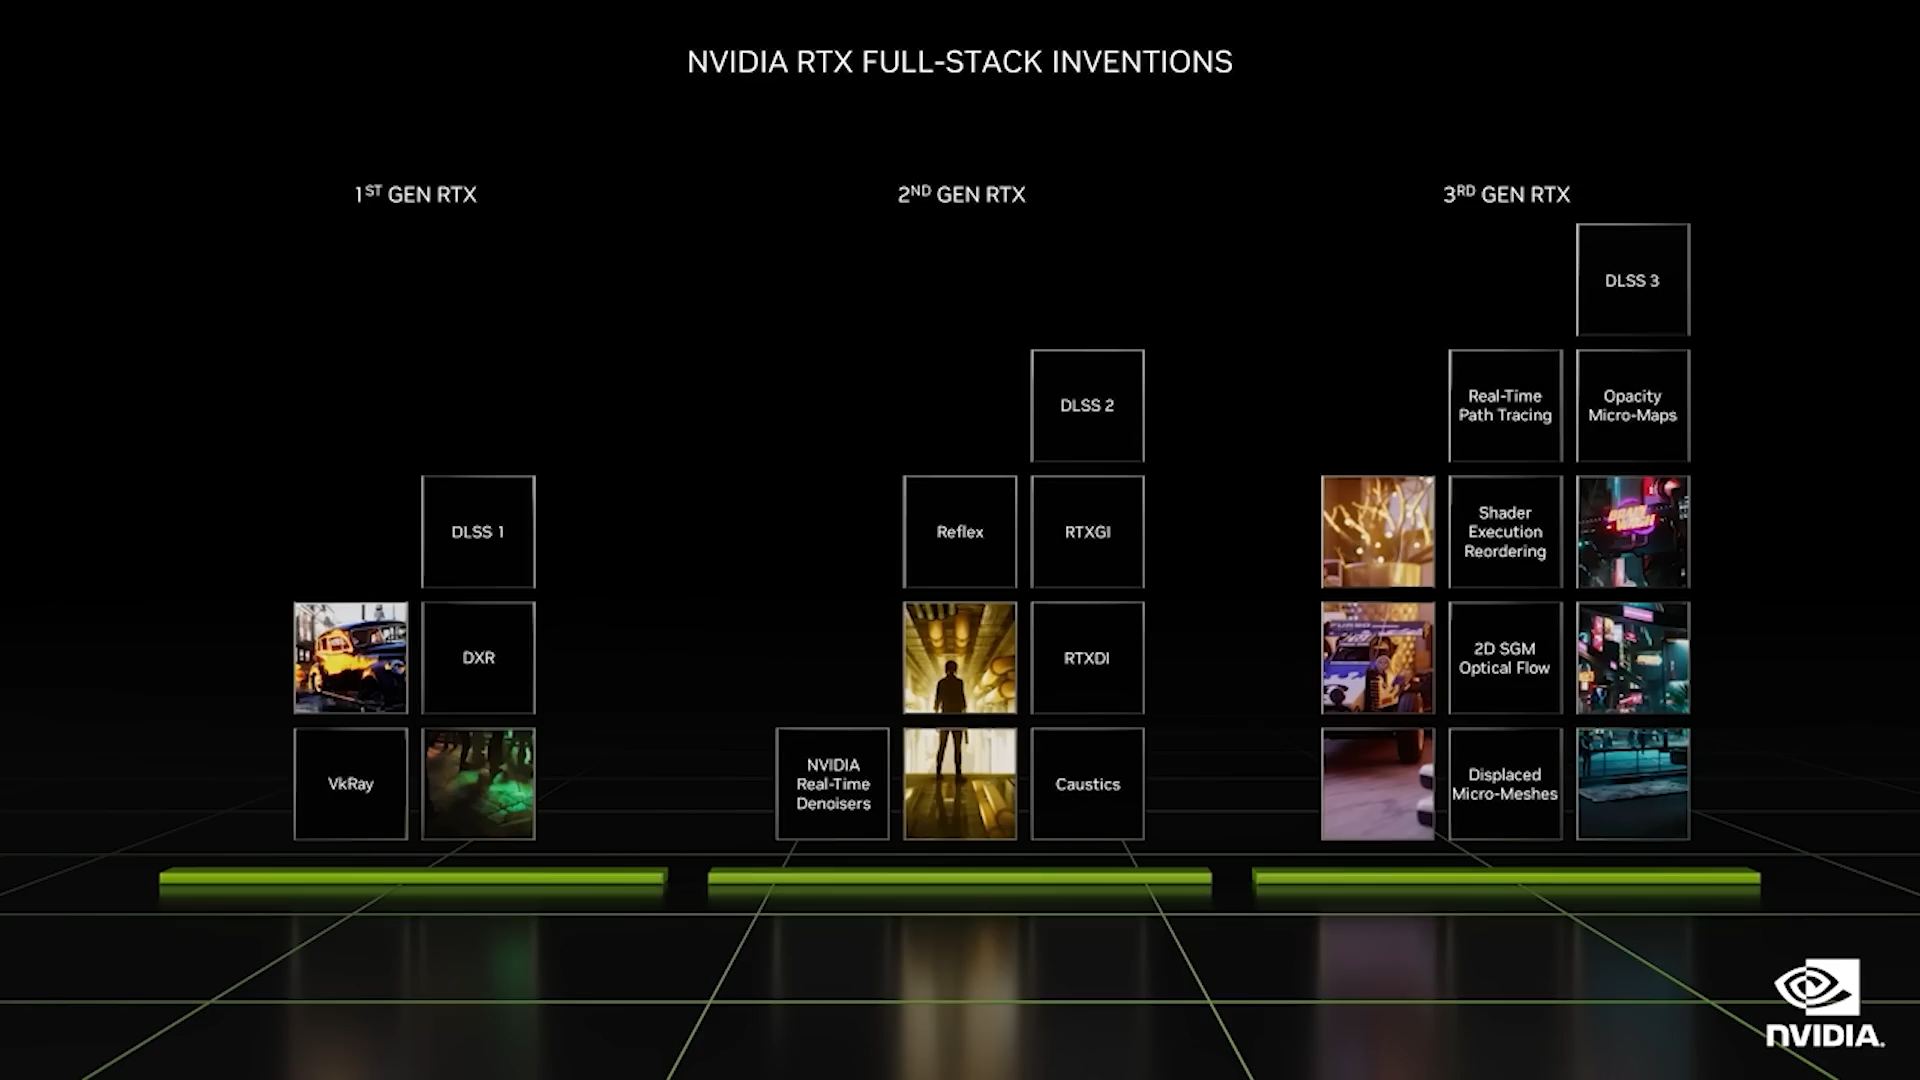 NVIDIA RTX FULL-STACK INVENTIONS
1ST GEN RTX
DLSS 1
DXR
VkRay
2ND GEN RTX
DLSS 2
Reflex
RTXGI
RTXDI
NVIDIA
Real-Time
Denoisers
Caustics
3RD GEN RTX
DLSS 3
Real-Time
Path Tracing
Opacity
Micro-Maps
Shader
Execution
Reordering
BRAIN
WASH
2D SGM
Optical Flow
Displaced
Micro-Meshes
NVIDIA.